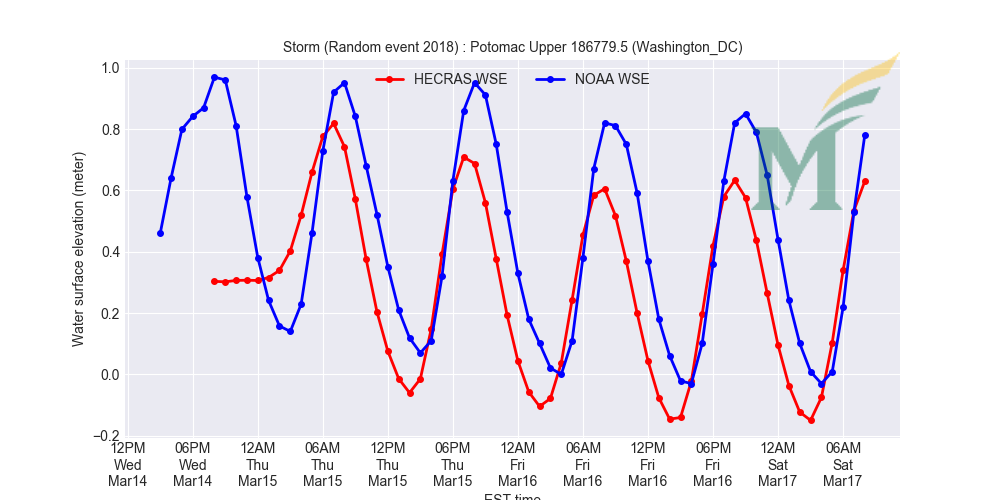 Storm (Random event 2018) : Potomac Upper 186779.5 (Washington_DC)
HECRAS WSE NOAA WSE
M
Water surface elevation (meter)
1.0
0.8
0.6
0.4
0.2
0.0
−0.2
12PM 06PM 12AM 06AM 12PM 06PM 12AM 06AM 12PM 06PM 12AM 06AM
Wed Wed Thu Thu Thu Thu Fri Fri Fri Fri Sat Sat
Mar14 Mar14 Mar15 Mar15 Mar15 Mar15 Mar16 Mar16 Mar16 Mar16 Mar17 Mar17
EST time